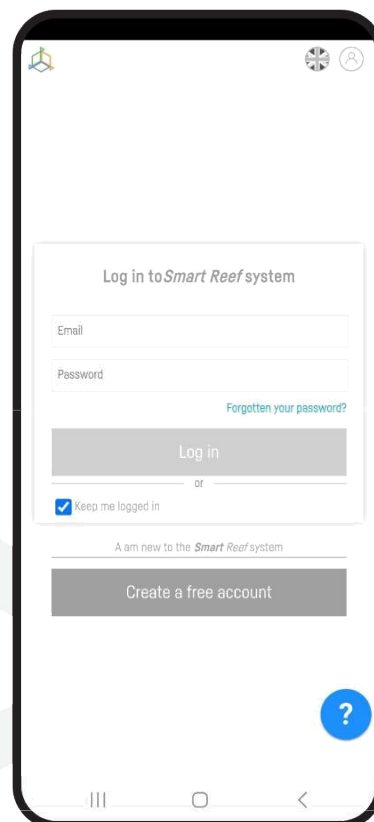 Log in to Smart Reef system
Email
Password
Forgotten your password?
Log in
or
Keep me logged in
A am new to the Smart Reef system
Create a free account
?